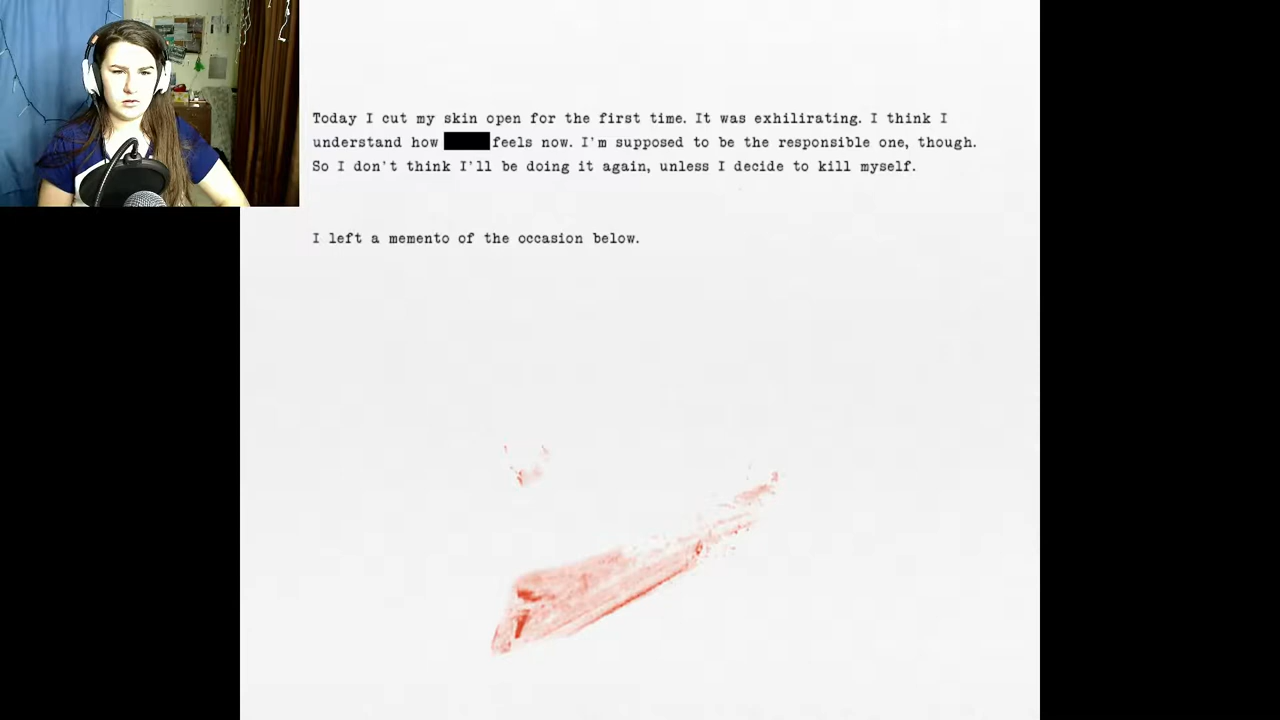 Today I cut my skin open for the first time. It was exhilirating. I think I
understand how feels now. I'm supposed to be the responsible one, though.
So I don't think I'll be doing it again, unless I decide to kill myself.
I left a memento of the occasion below.